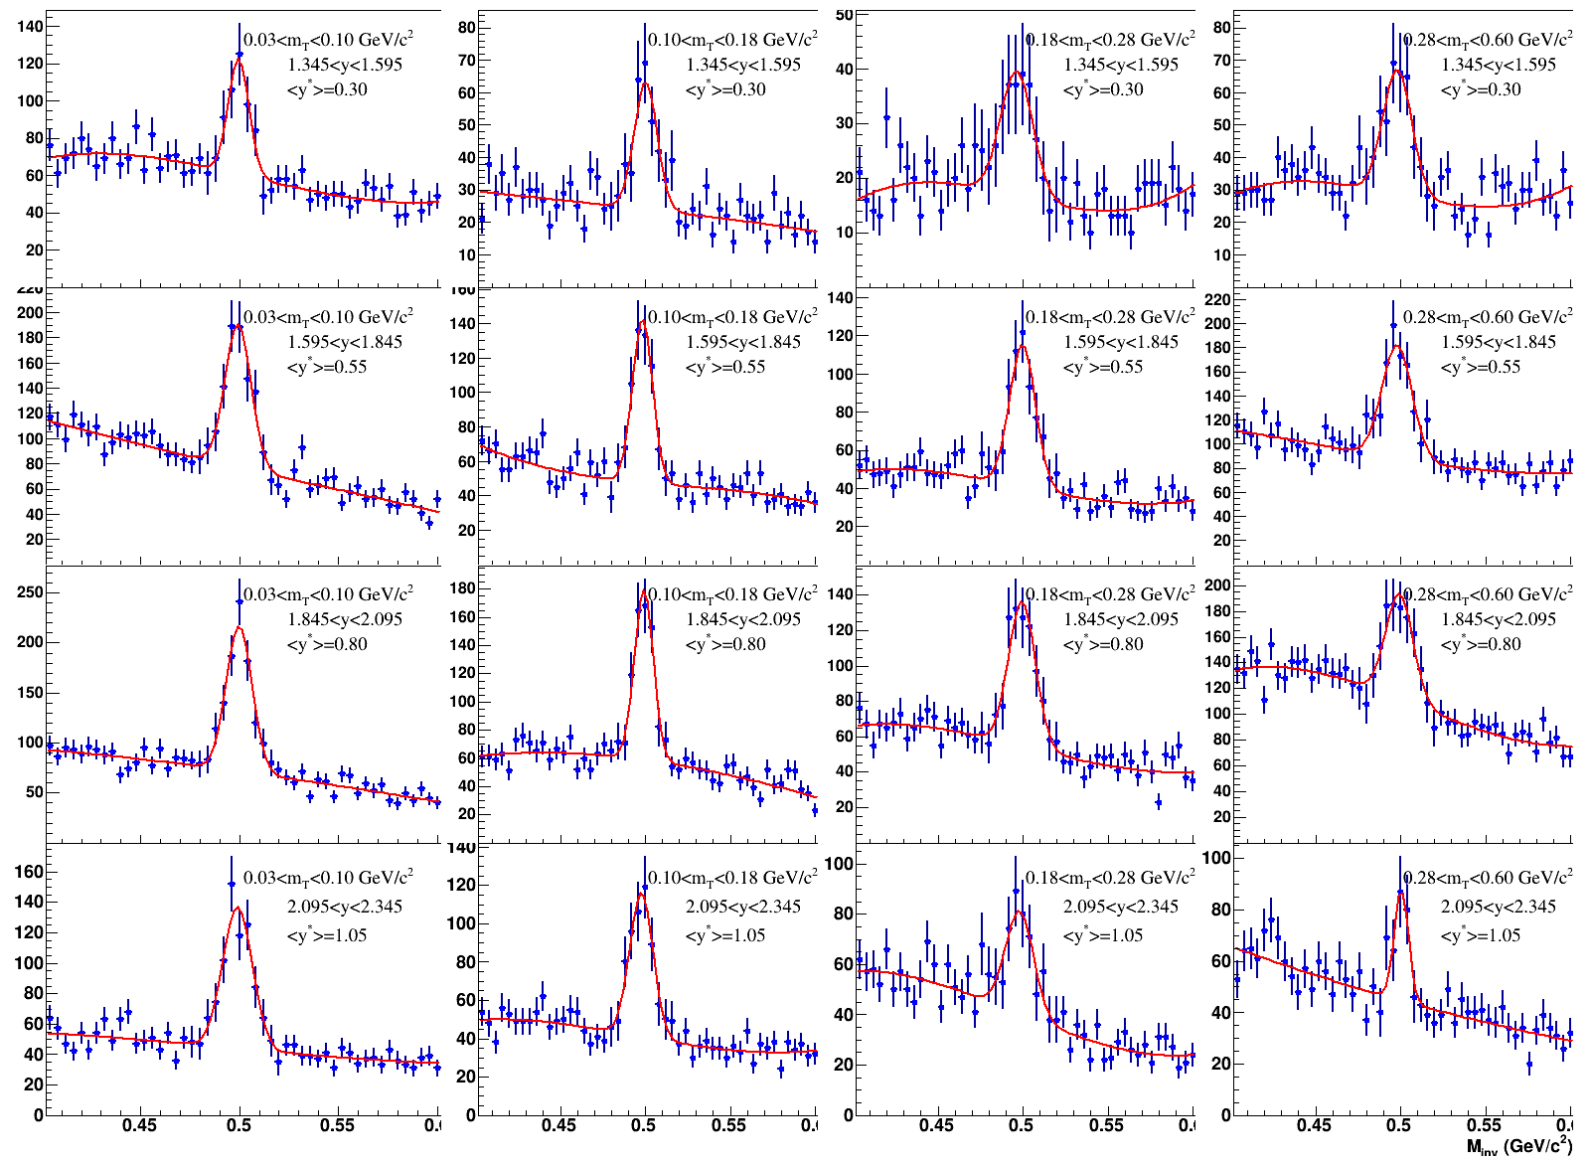 140
120
100
80
60
40
20
0.03<m_T<0.10 GeV/c²
1.345<y<1.595
<y*>=0.30
80
70
60
50
40
30
20
10
0.10<m_T<0.18 GeV/c²
1.345<y<1.595
<y*>=0.30
50
40
30
20
10
0.18<m_T<0.28 GeV/c²
1.345<y<1.595
<y*>=0.30
80
70
60
50
40
30
20
10
0.28<m_T<0.60 GeV/c²
1.345<y<1.595
<y*>=0.30
220
200
180
160
140
120
100
80
60
40
20
0.03<m_T<0.10 GeV/c²
1.595<y<1.845
<y*>=0.55
160
140
120
100
80
60
40
20
0.10<m_T<0.18 GeV/c²
1.595<y<1.845
<y*>=0.55
140
120
100
80
60
40
20
0.18<m_T<0.28 GeV/c²
1.595<y<1.845
<y*>=0.55
220
200
180
160
140
120
100
80
60
40
20
0.28<m_T<0.60 GeV/c²
1.595<y<1.845
<y*>=0.55
250
200
150
100
50
0.03<m_T<0.10 GeV/c²
1.845<y<2.095
<y*>=0.80
180
160
140
120
100
80
60
40
20
0.10<m_T<0.18 GeV/c²
1.845<y<2.095
<y*>=0.80
140
120
100
80
60
40
20
0.18<m_T<0.28 GeV/c²
1.845<y<2.095
<y*>=0.80
200
180
160
140
120
100
80
60
40
20
0.28<m_T<0.60 GeV/c²
1.845<y<2.095
<y*>=0.80
160
140
120
100
80
60
40
20
0
0.03<m_T<0.10 GeV/c²
2.095<y<2.345
<y*>=1.05
140
120
100
80
60
40
20
0
0.10<m_T<0.18 GeV/c²
2.095<y<2.345
<y*>=1.05
100
80
60
40
20
0
0.18<m_T<0.28 GeV/c²
2.095<y<2.345
<y*>=1.05
100
80
60
40
20
0
0.28<m_T<0.60 GeV/c²
2.095<y<2.345
<y*>=1.05
0.45 0.5 0.55
0.45 0.5 0.55
0.45 0.5 0.55
0.45 0.5 0.55
M_inv (GeV/c²)